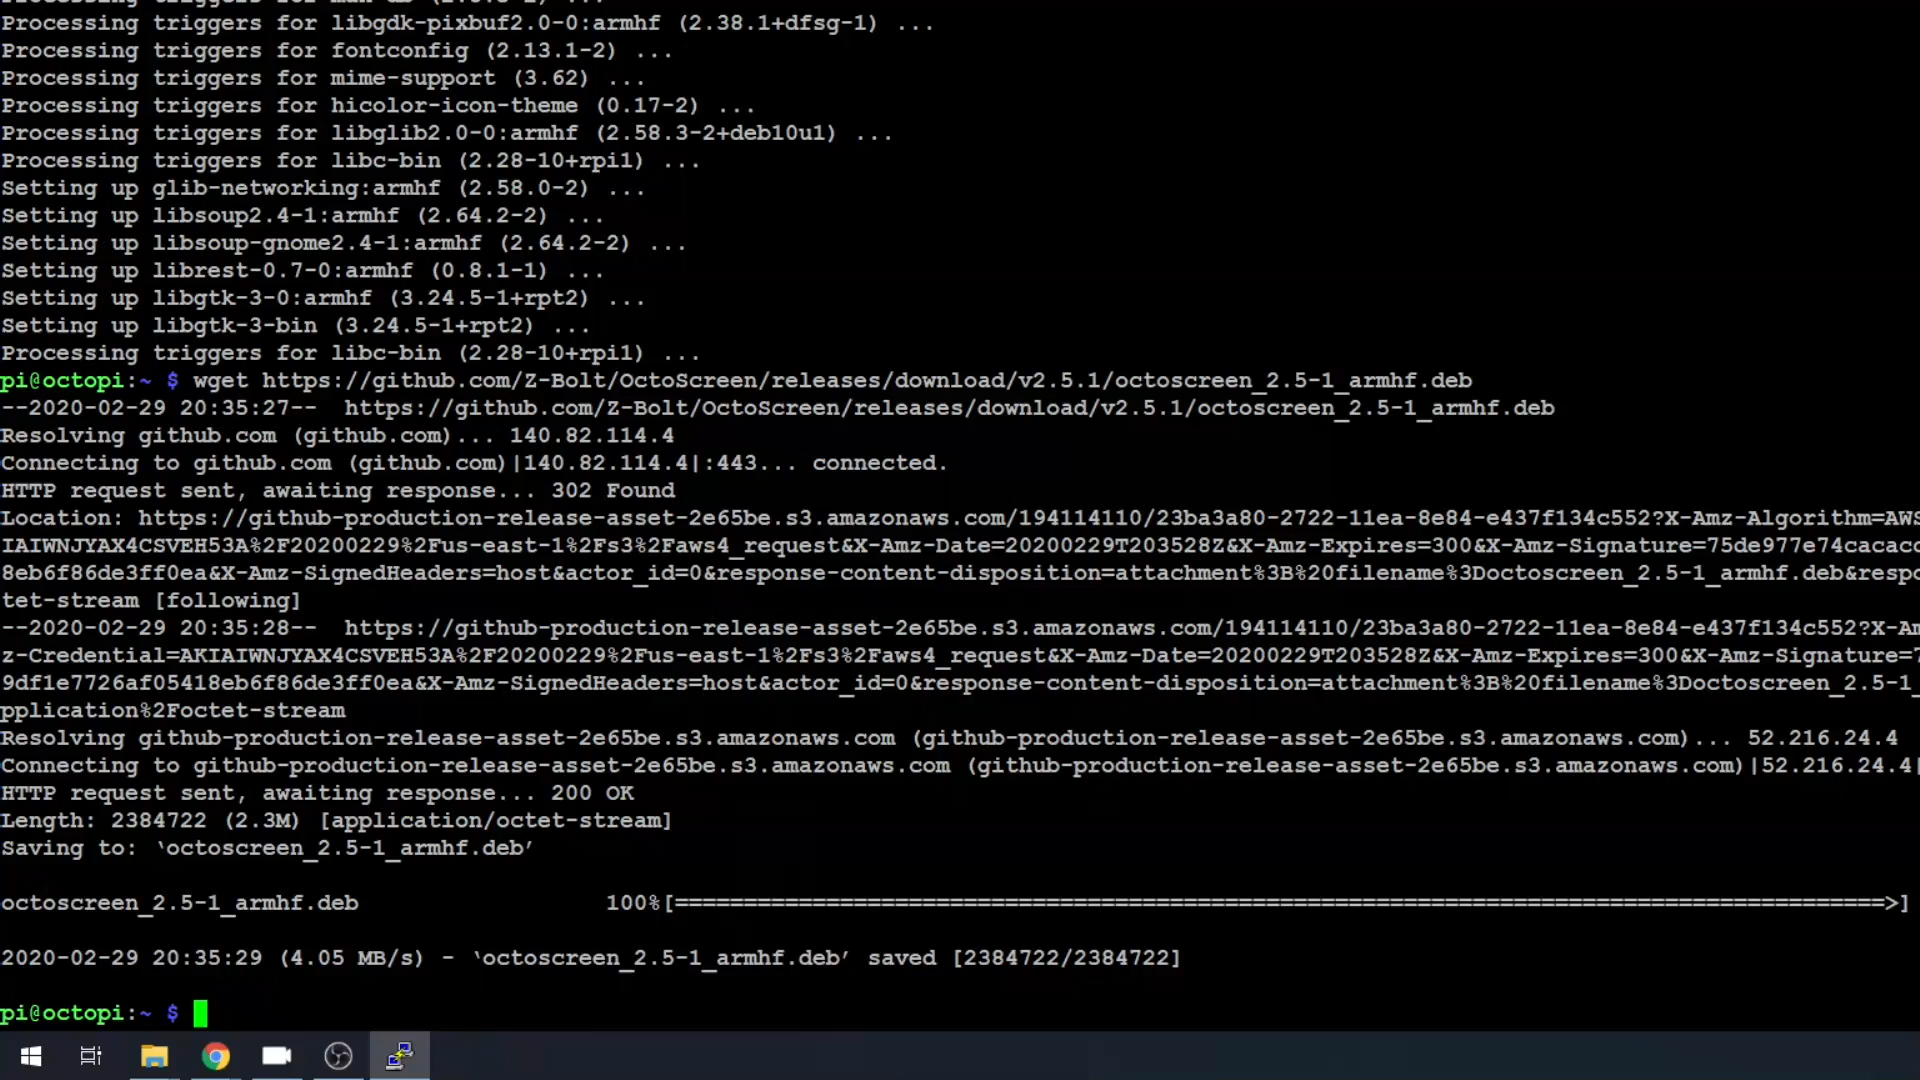 Processing triggers for libgdk-pixbuf2.0-0:armhf (2.38.1+dfsg-1) ...
Processing triggers for fontconfig (2.13.1-2) ...
Processing triggers for mime-support (3.62) ...
Processing triggers for hicolor-icon-theme (0.17-2) ...
Processing triggers for libglib2.0-0:armhf (2.58.3-2+deb10u1) ...
Processing triggers for libc-bin (2.28-10+rpi1) ...
Setting up glib-networking:armhf (2.58.0-2) ...
Setting up libsoup2.4-1:armhf (2.64.2-2) ...
Setting up libsoup-gnome2.4-1:armhf (2.64.2-2) ...
Setting up librest-0.7-0:armhf (0.8.1-1) ...
Setting up libgtk-3-0:armhf (3.24.5-1+rpt2) ...
Setting up libgtk-3-bin (3.24.5-1+rpt2) ...
Processing triggers for libc-bin (2.28-10+rpi1) ...
pi@octopi:~ $ wget https://github.com/Z-Bolt/OctoScreen/releases/download/v2.5.1/octoscreen_2.5-1_armhf.deb
--2020-02-29 20:35:27--  https://github.com/Z-Bolt/OctoScreen/releases/download/v2.5.1/octoscreen_2.5-1_armhf.deb
Resolving github.com (github.com)... 140.82.114.4
Connecting to github.com (github.com)|140.82.114.4|:443... connected.
HTTP request sent, awaiting response... 302 Found
Location: https://github-production-release-asset-2e65be.s3.amazonaws.com/194114110/23ba3a80-2722-11ea-8e84-e437f134c552?X-Amz-Algorithm=AWS
IAIWNJYAX4CSVEH53A%2F20200229%2Fus-east-1%2Fs3%2Faws4_request&X-Amz-Date=20200229T203528Z&X-Amz-Expires=300&X-Amz-Signature=75de977e74cacacc
8eb6f86de3ff0ea&X-Amz-SignedHeaders=host&actor_id=0&response-content-disposition=attachment%3B%20filename%3Doctoscreen_2.5-1_armhf.deb&respo
tet-stream [following]
--2020-02-29 20:35:28--  https://github-production-release-asset-2e65be.s3.amazonaws.com/194114110/23ba3a80-2722-11ea-8e84-e437f134c552?X-Am
z-Credential=AKIAIWNJYAX4CSVEH53A%2F20200229%2Fus-east-1%2Fs3%2Faws4_request&X-Amz-Date=20200229T203528Z&X-Amz-Expires=300&X-Amz-Signature=7
9df1e7726af05418eb6f86de3ff0ea&X-Amz-SignedHeaders=host&actor_id=0&response-content-disposition=attachment%3B%20filename%3Doctoscreen_2.5-1_
pplication%2Foctet-stream
Resolving github-production-release-asset-2e65be.s3.amazonaws.com (github-production-release-asset-2e65be.s3.amazonaws.com)... 52.216.24.4
Connecting to github-production-release-asset-2e65be.s3.amazonaws.com (github-production-release-asset-2e65be.s3.amazonaws.com)|52.216.24.4|
HTTP request sent, awaiting response... 200 OK
Length: 2384722 (2.3M) [application/octet-stream]
Saving to: ‘octoscreen_2.5-1_armhf.deb’
octoscreen_2.5-1_armhf.deb 100%[========================================================================================>]
2020-02-29 20:35:29 (4.05 MB/s) - ‘octoscreen_2.5-1_armhf.deb’ saved [2384722/2384722]
pi@octopi:~ $